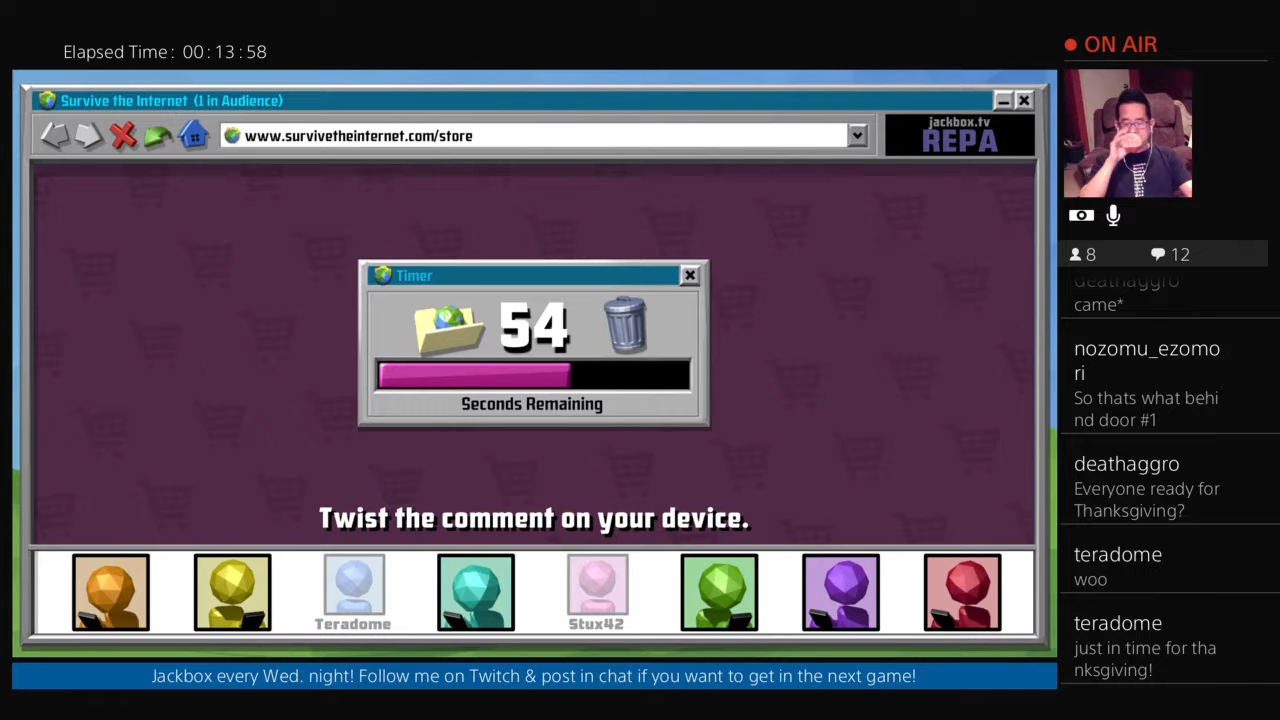 Elapsed Time: 00:13:58
ON AIR
Survive the Internet (1 in Audience)
www.survivetheinternet.com/store
jackbox.tv
REPA
8
12
Timer
54
Seconds Remaining
Twist the comment on your device.
Teradome
Stux42
Jackbox every Wed. night! Follow me on Twitch & post in chat if you want to get in the next game!
deathaggro
came*
nozomu_ezomo
ri
So thats what behi
nd door #1
deathaggro
Everyone ready for
Thanksgiving?
teradome
woo
teradome
just in time for tha
nksgiving!